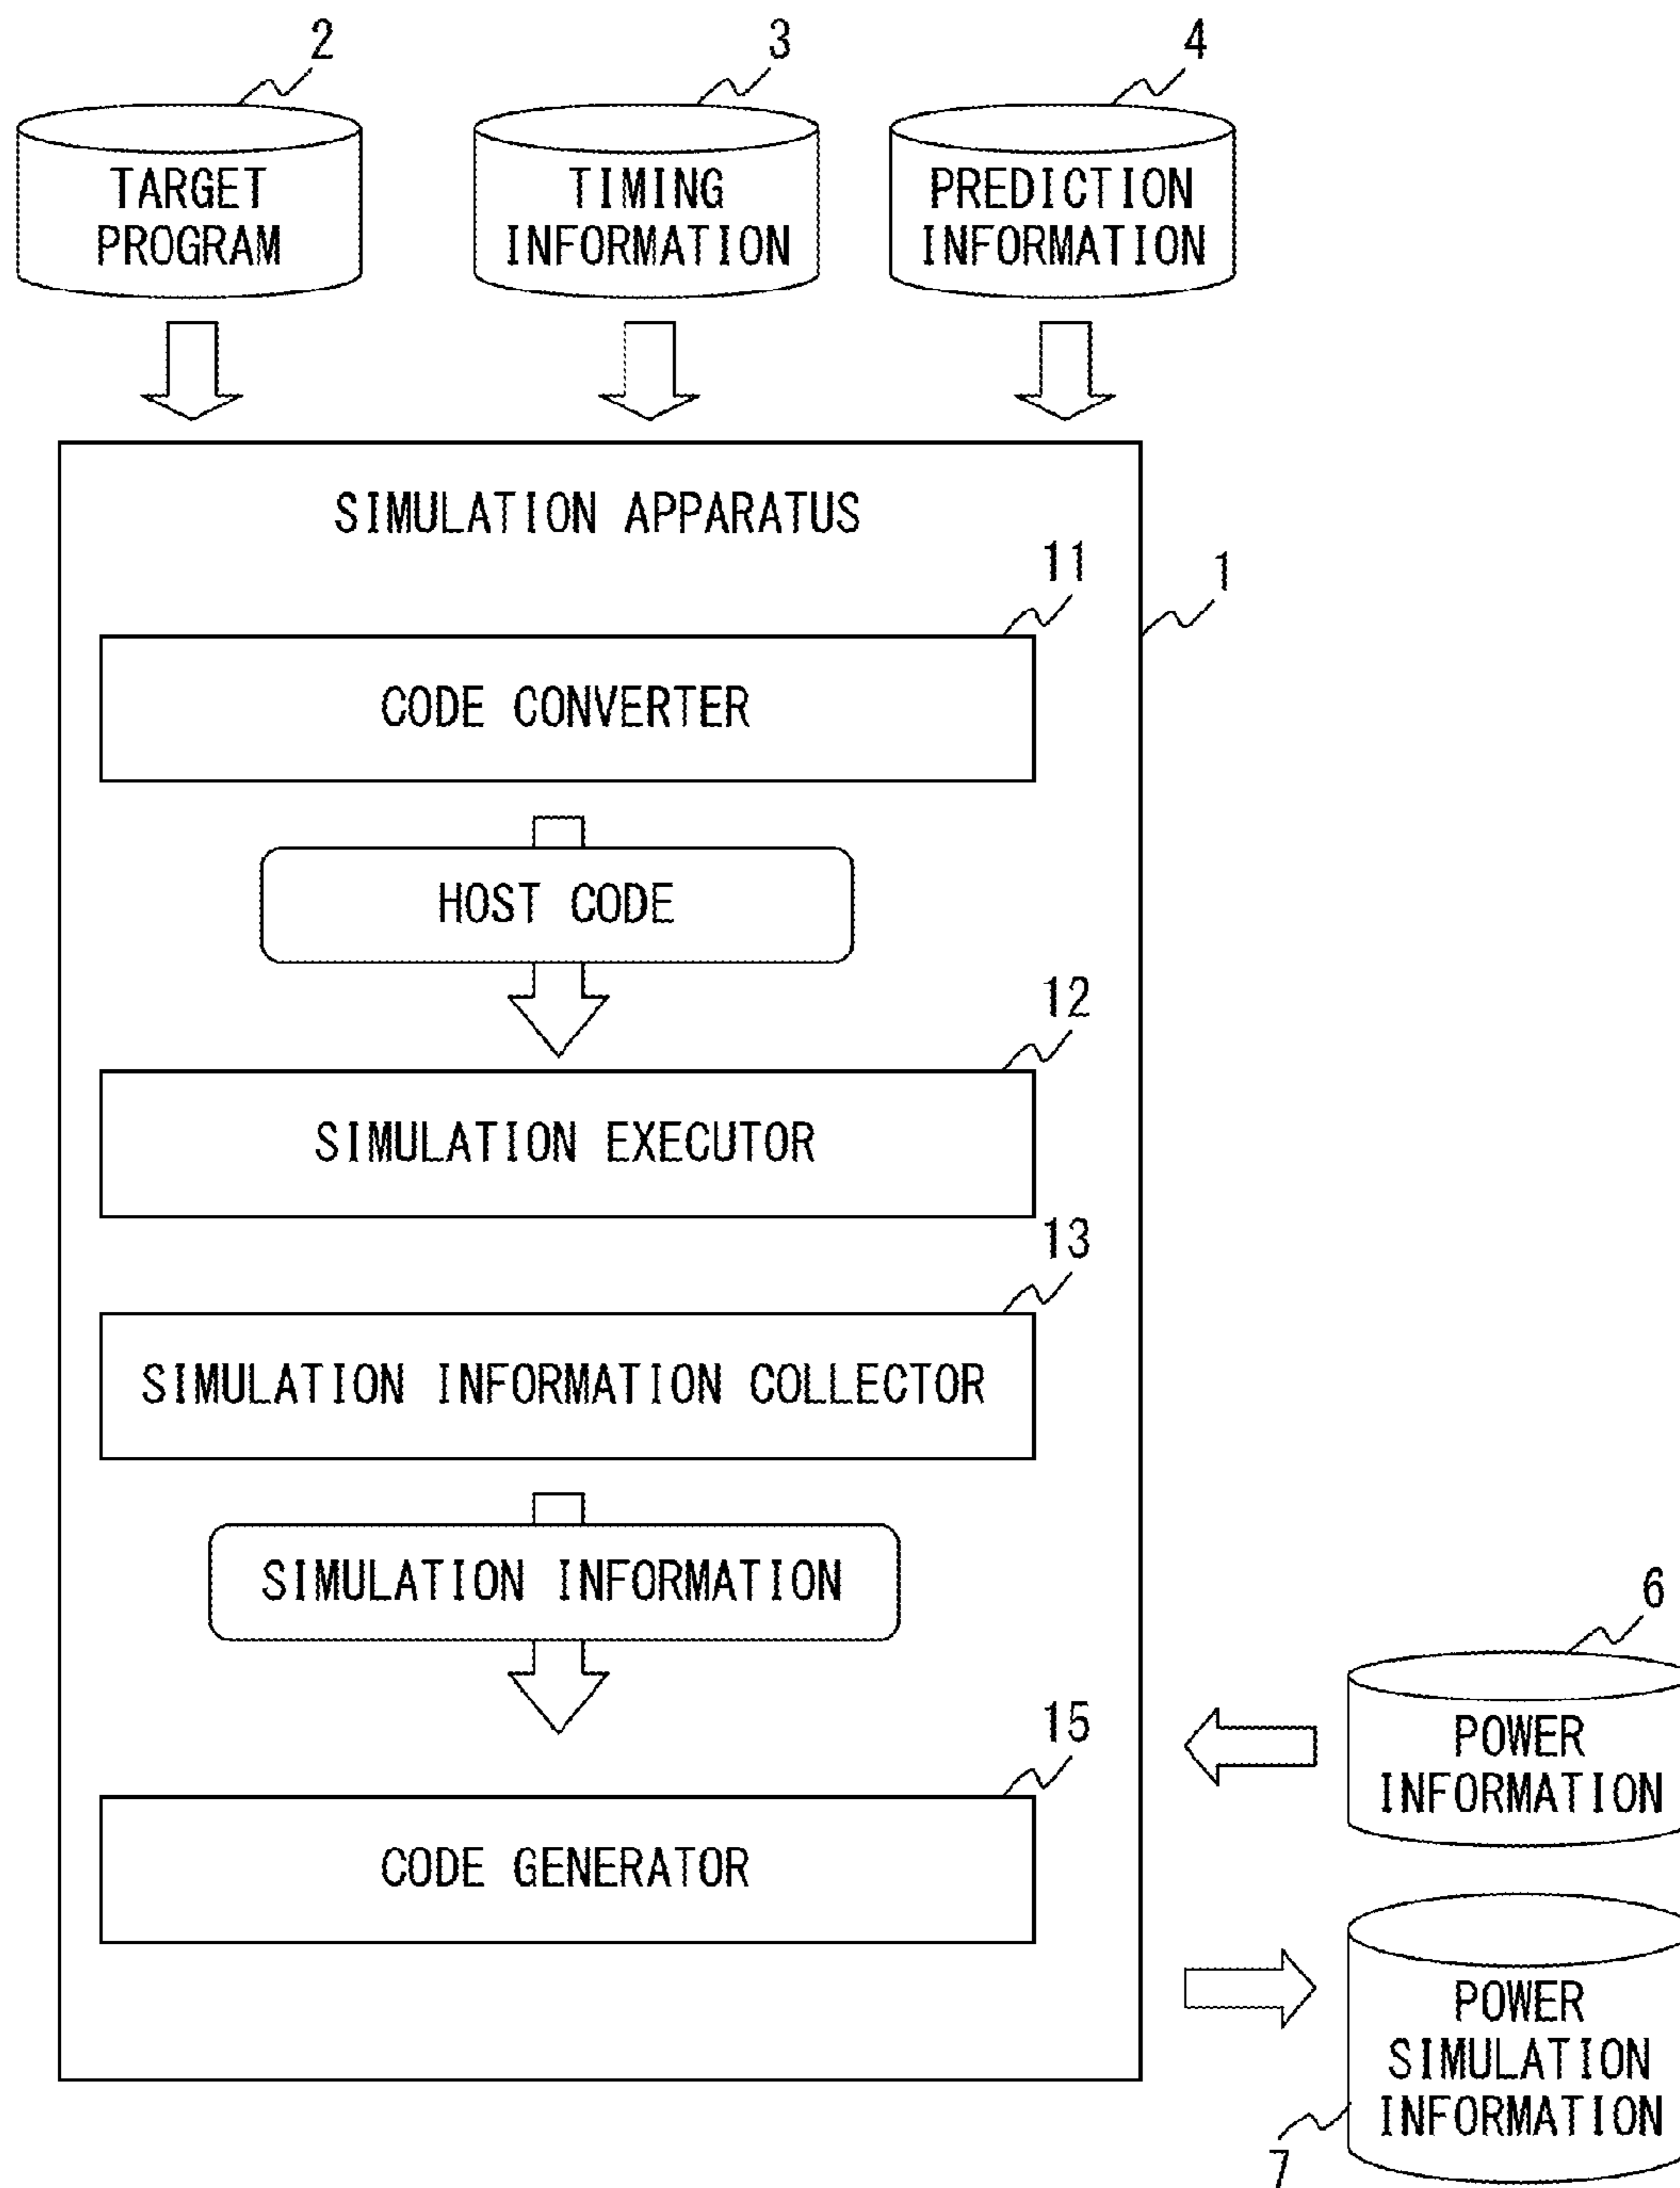 2
3
4
TARGET
PROGRAM
TIMING
INFORMATION
PREDICTION
INFORMATION
SIMULATION APPARATUS
1
11
CODE CONVERTER
HOST CODE
12
SIMULATION EXECUTOR
13
SIMULATION INFORMATION COLLECTOR
SIMULATION INFORMATION
15
CODE GENERATOR
6
POWER
INFORMATION
POWER
SIMULATION
INFORMATION
7